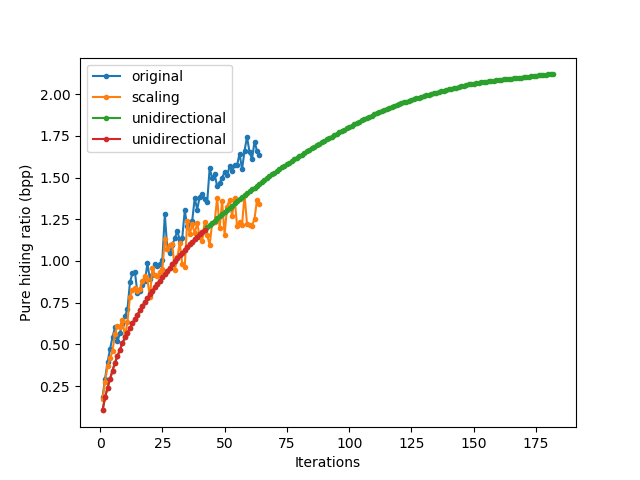 original
scaling
unidirectional
unidirectional
2.00
1.75
1.50
1.25
1.00
0.75
0.50
0.25
Pure hiding ratio (bpp)
0 25 50 75 100 125 150 175
Iterations